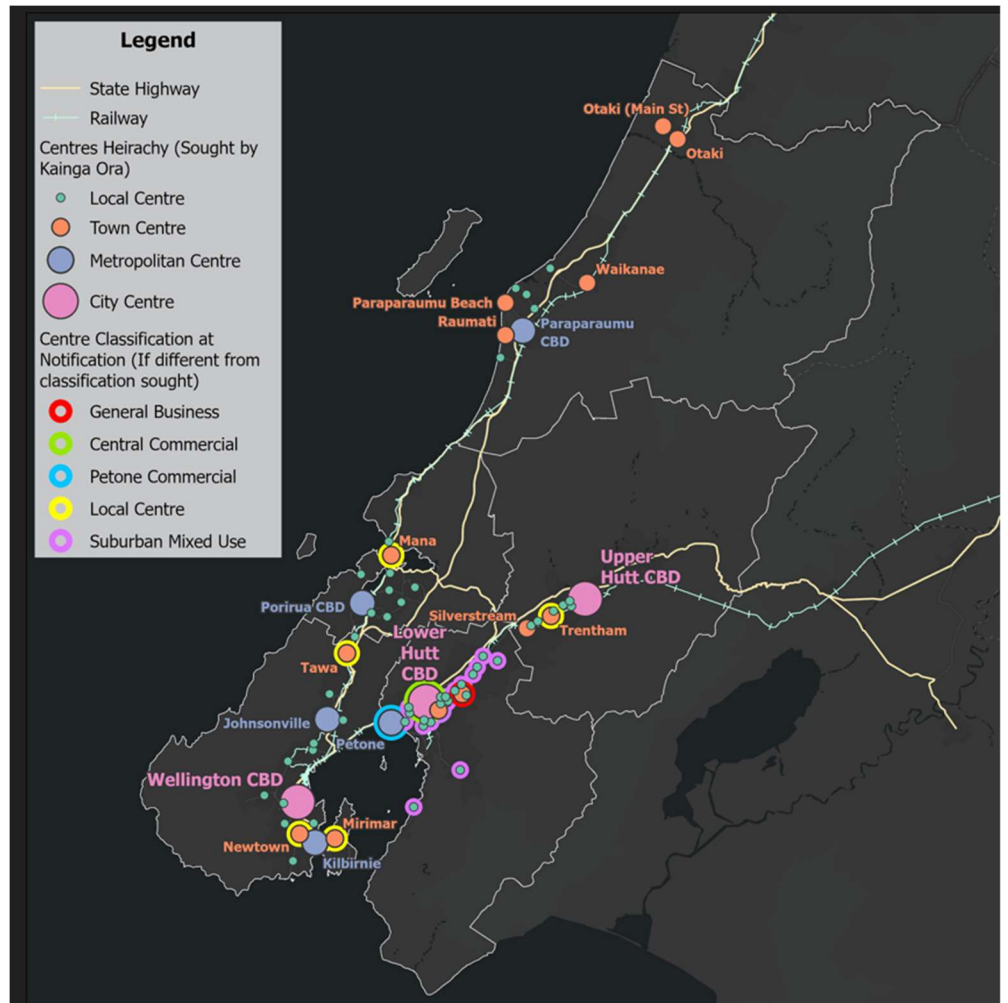 Legend
State Highway
Railway
Centres Heirachy (Sought by
Kainga Ora)
Local Centre
Town Centre
Metropolitan Centre
City Centre
Centre Classification at
Notification (If different from
classification sought)
General Business
Central Commercial
Petone Commercial
Local Centre
Suburban Mixed Use
Otaki (Main St)
Otaki
Waikanae
Paraparaumu Beach
Raumati
Paraparaumu
CBD
Mana
Upper
Hutt CBD
Porirua CBD
Silverstream
Trentham
Lower
Hutt
CBD
Tawa
Johnsonville
Petone
Wellington CBD
Mirimar
Newtown
Kilbirnie